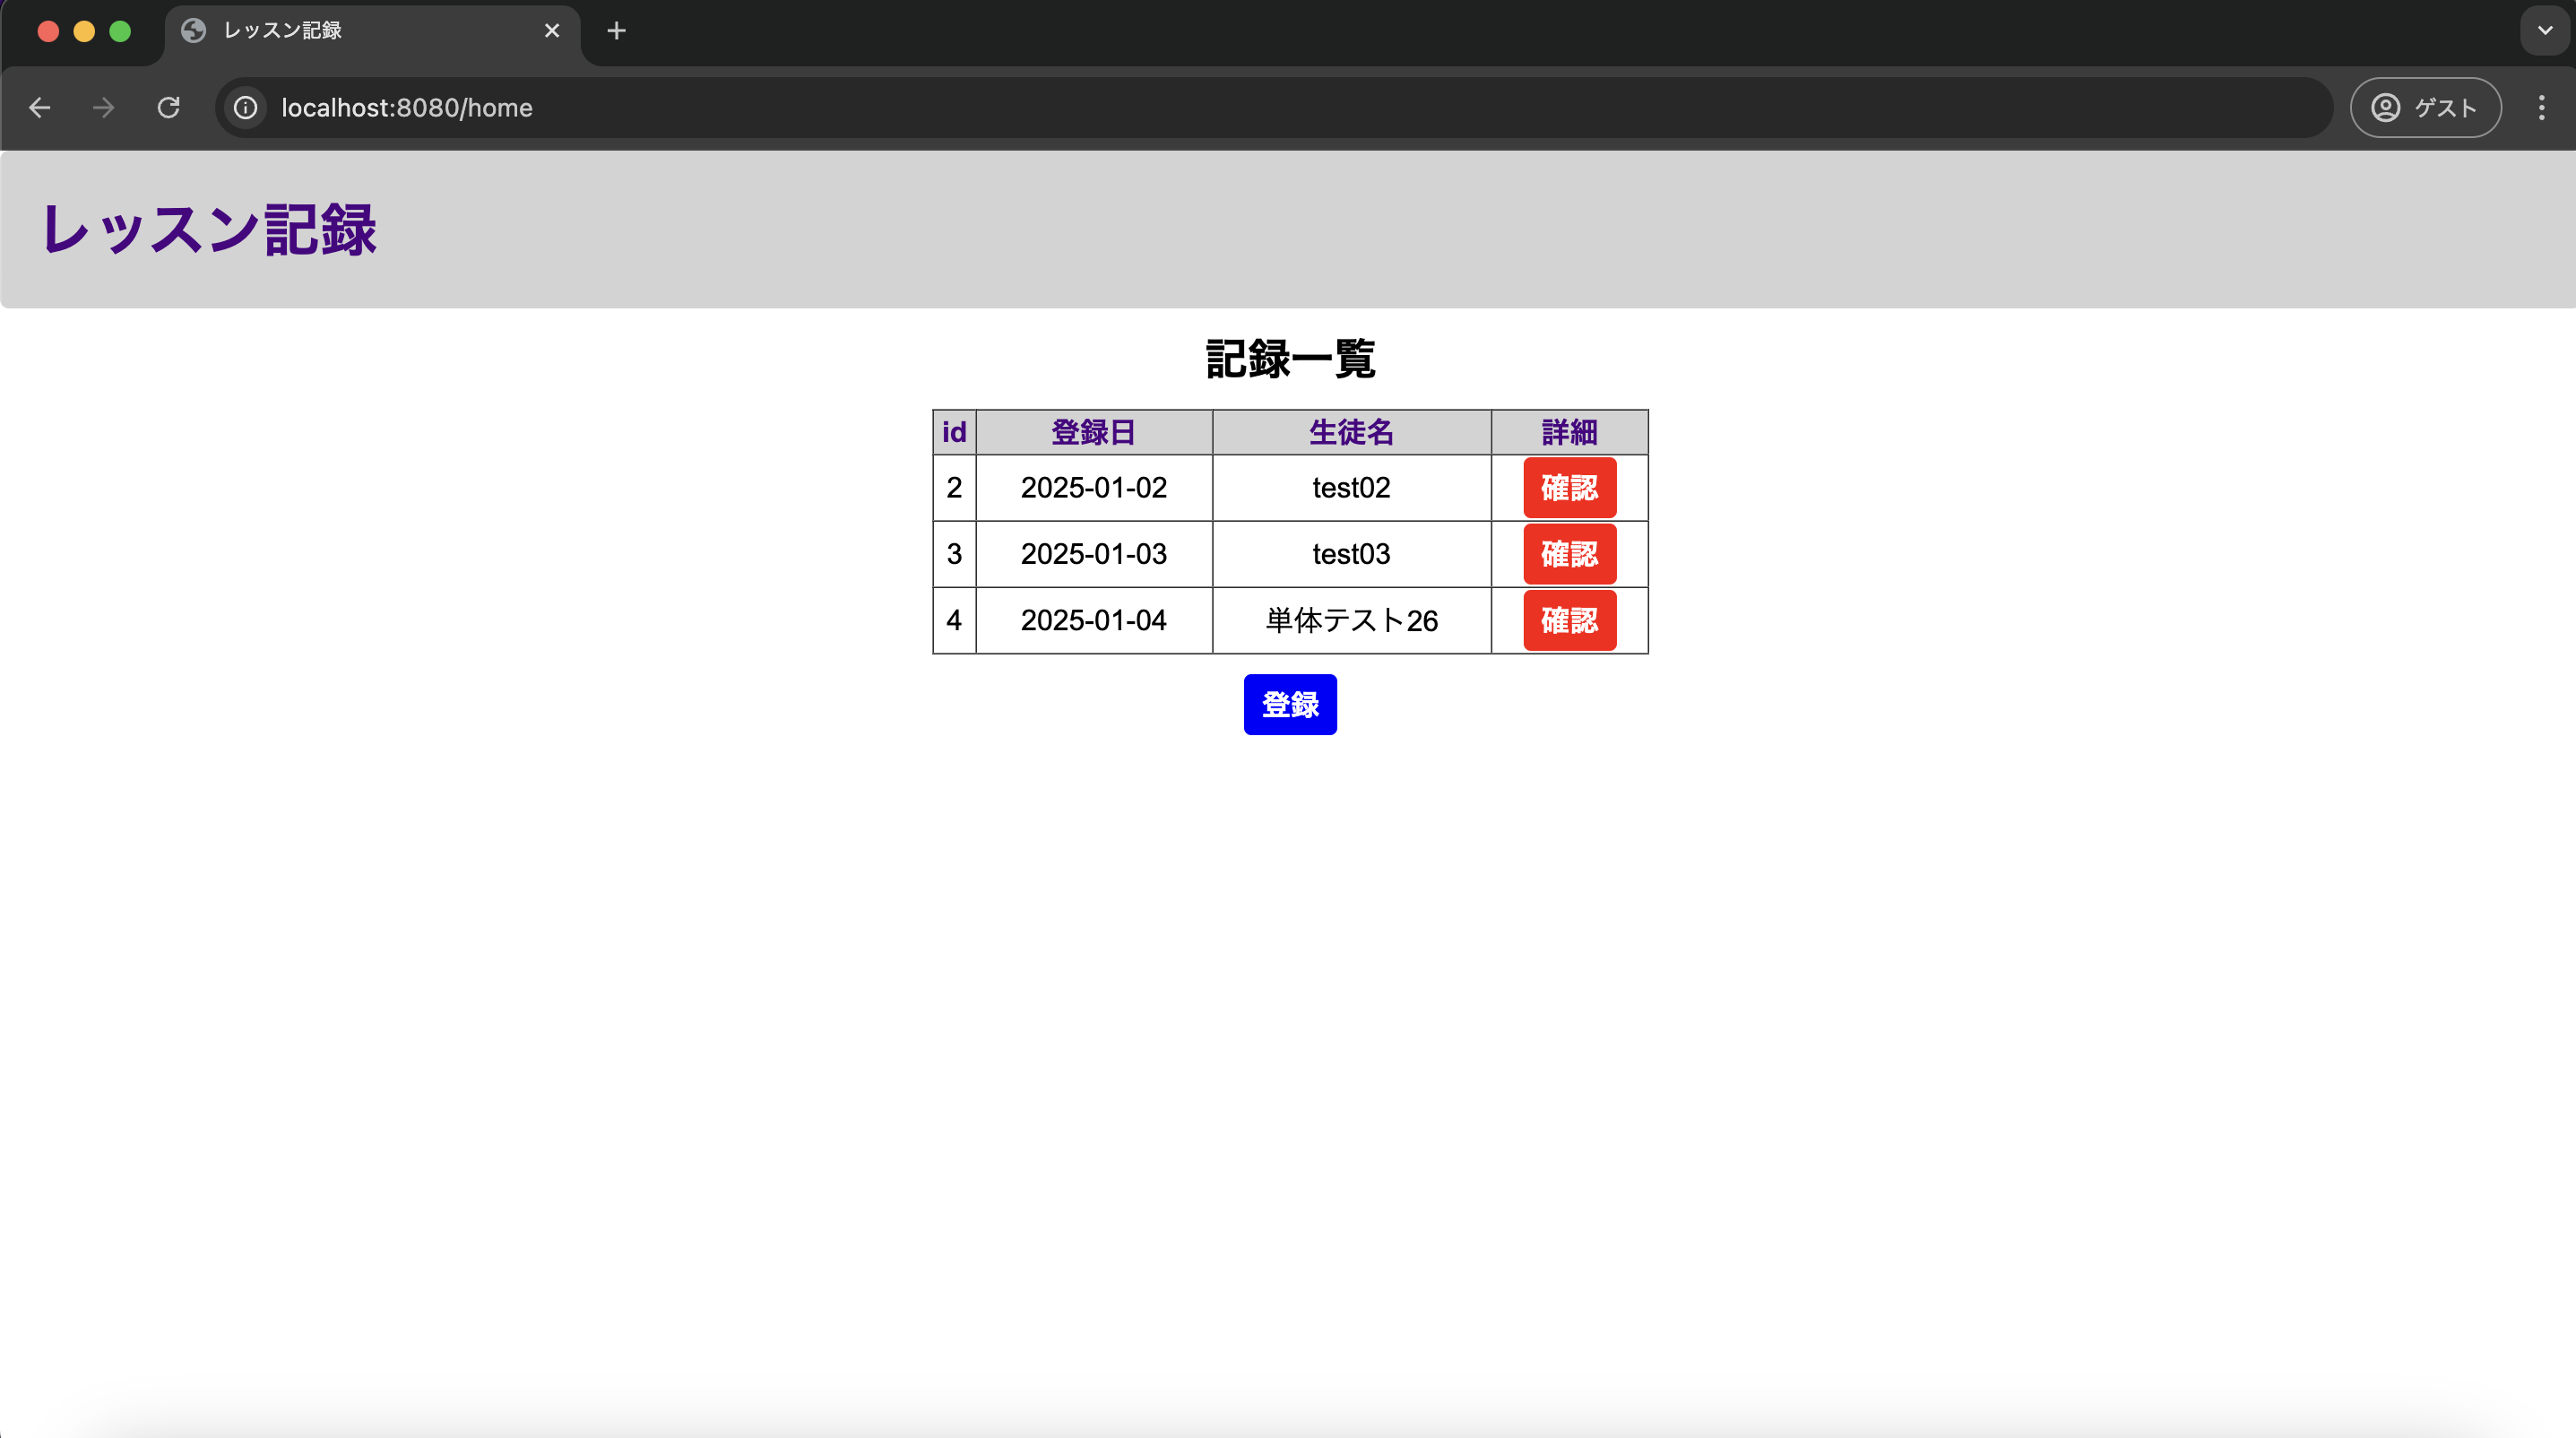 レッスン記録
localhost:8080/home
ゲスト
レッスン記録
記録一覧
id 登録日 生徒名 詳細
2 2025-01-02 test02 確認
3 2025-01-03 test03 確認
4 2025-01-04 単体テスト26 確認
登録